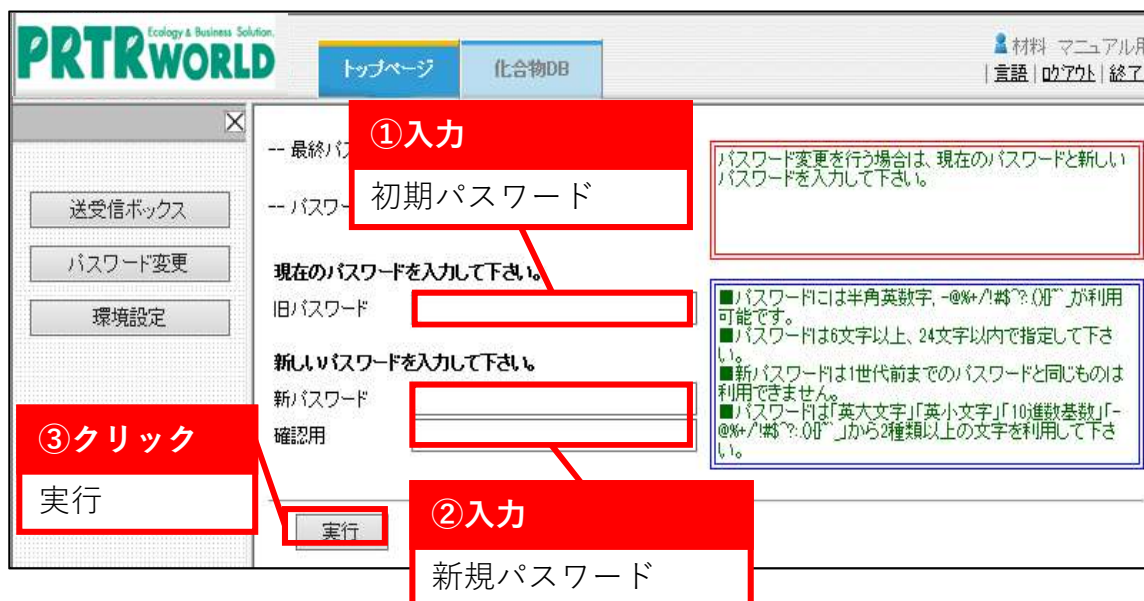 PRTRWORLD
Ecology & Business Solution.
トップページ
化合物DB
材料 マニュアル用
|言語|ログアウト|終了
送受信ボックス
パスワード変更
環境設定
-- 最終パス
-- パスワー
①入力
初期パスワード
現在のパスワードを入力して下さい。
旧パスワード
新しいパスワードを入力して下さい。
新パスワード
確認用
③クリック
実行
実行
②入力
新規パスワード
パスワード変更を行う場合は、現在のパスワードと新しい
パスワードを入力して下さい。
■パスワードには半角英数字,
が利用
可能です。
■パスワードは6文字以上、24文字以内で指定して下さ
い。
■新パスワードは1世代前までのパスワードと同じものは
利用できません。
■パスワードは「英大文字」「英小文字」「10進数基数」「-
から2種類以上の文字を利用して下さ
い。